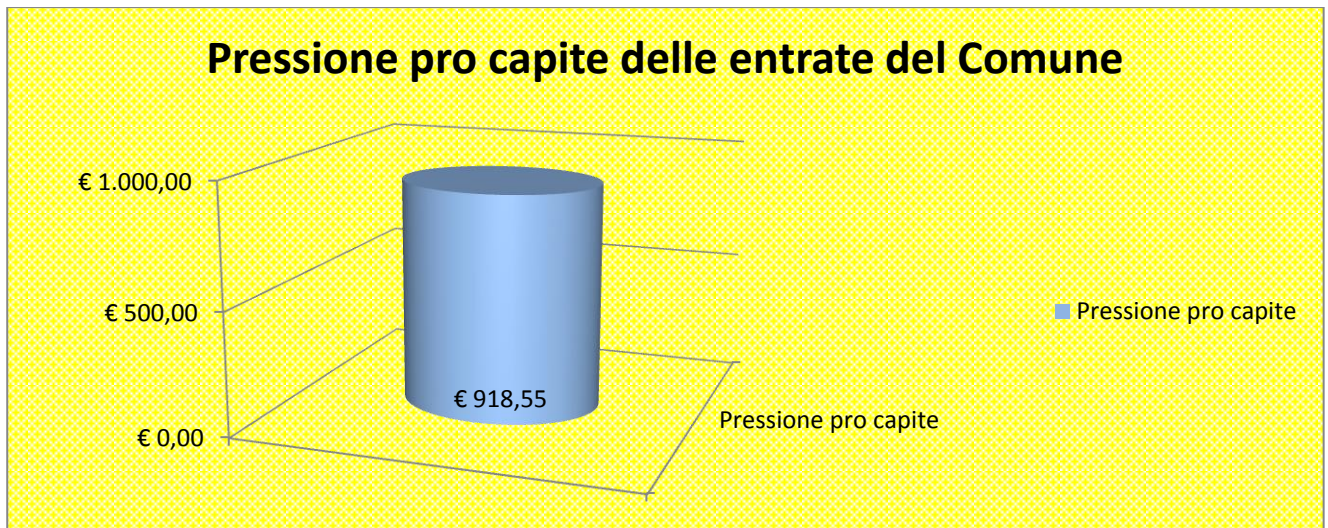 Pressione pro capite delle entrate del Comune
€ 1.000,00
€ 500,00
€ 0,00
€ 918,55
Pressione pro capite
Pressione pro capite